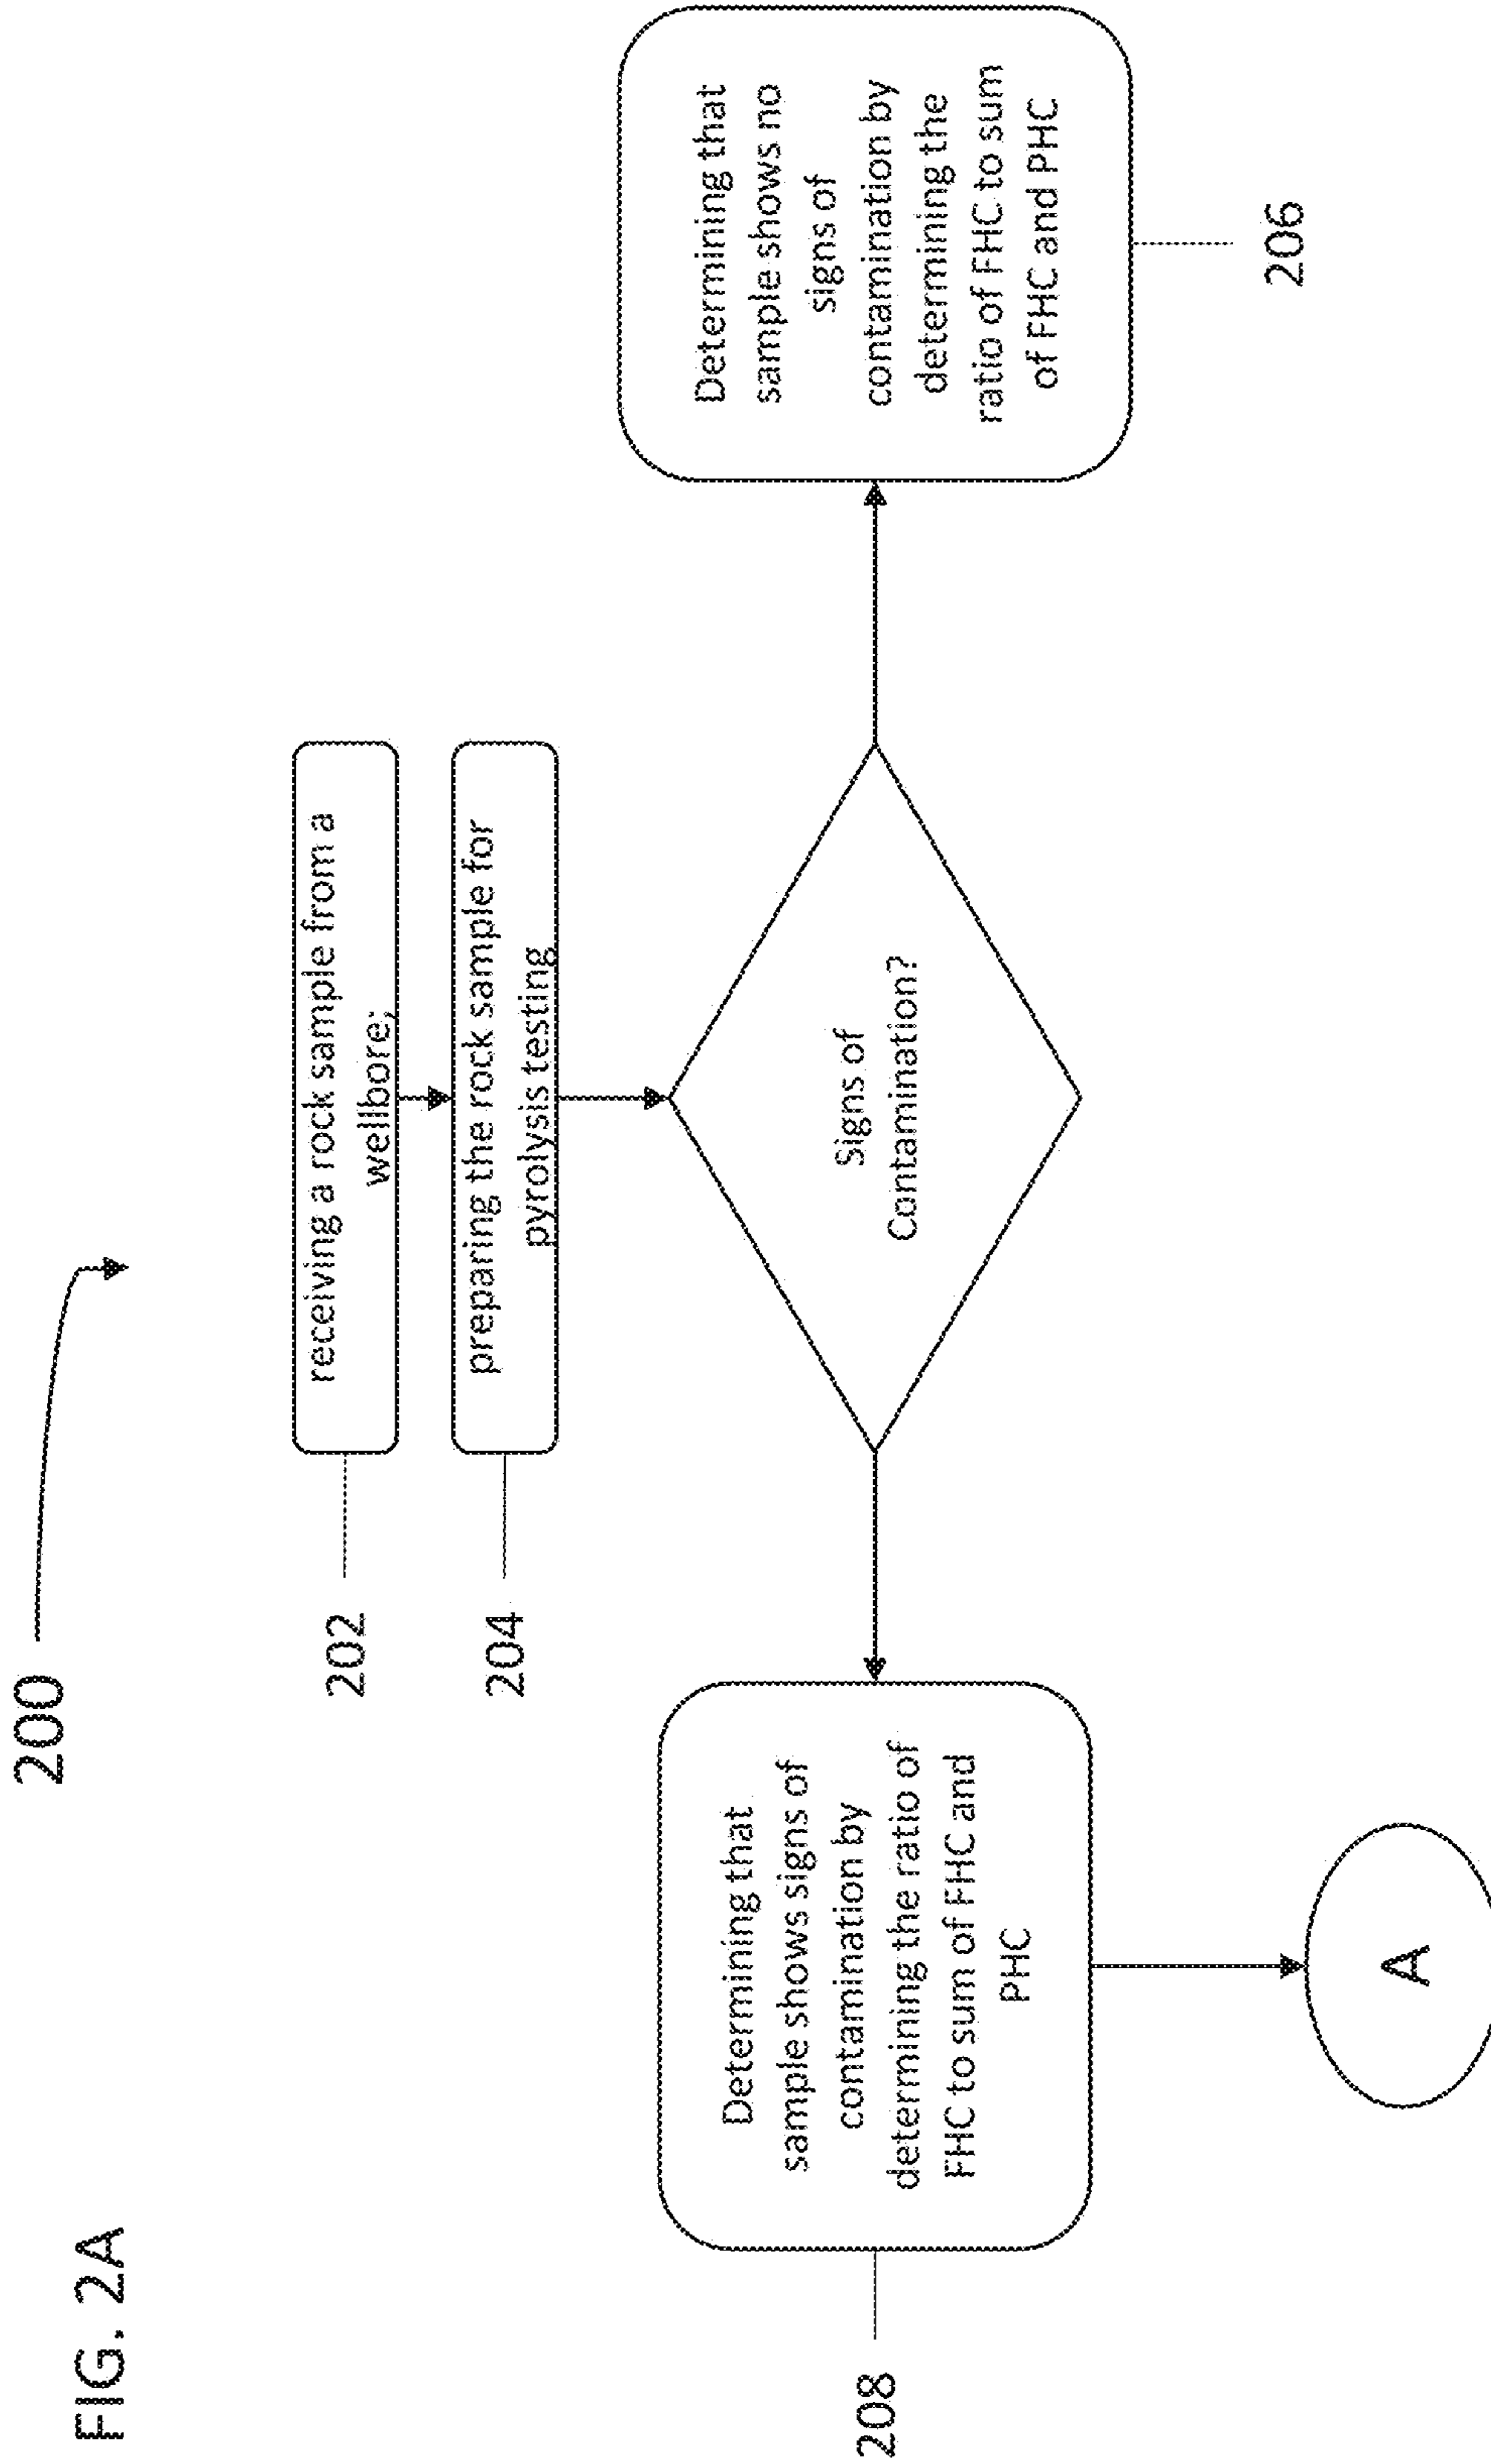 FIG. 2A
200
202
receiving a rock sample from a
wellbore;
204
preparing the rock sample for
pyrolysis testing
Signs of
Contamination?
208
Determining that
sample shows signs of
contamination by
determining the ratio of
FHC to sum of FHC and
PHC
Determining that
sample shows no
signs of
contamination by
determining the
ratio of FHC to sum
of FHC and PHC
206
A